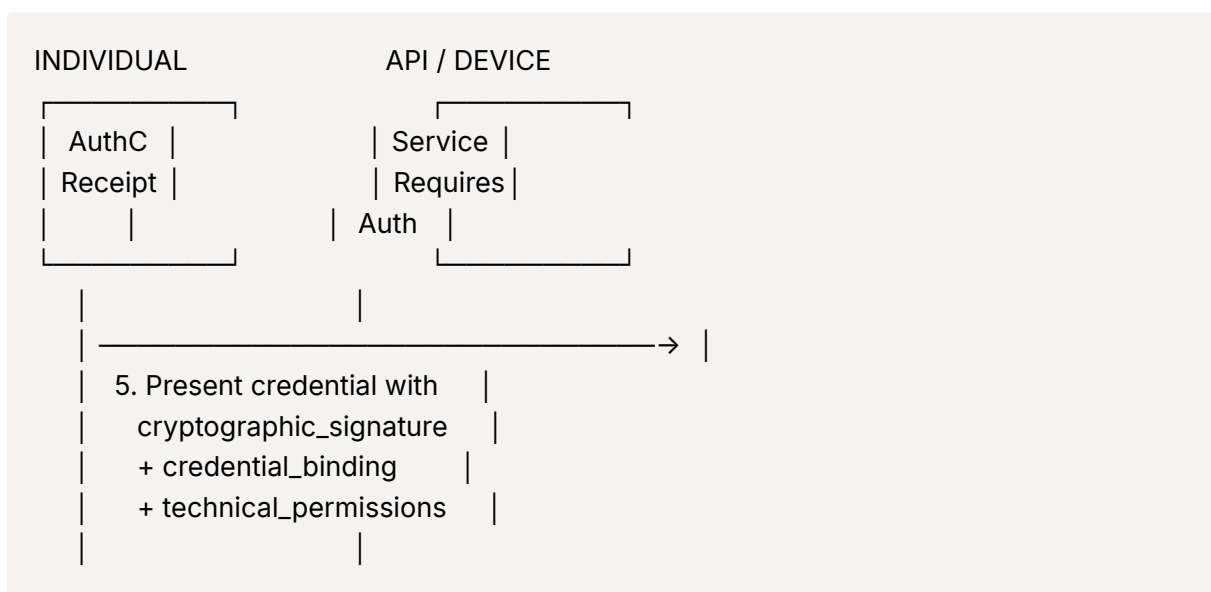 INDIVIDUAL                API / DEVICE
┌─────────┐          ┌─────────┐
│  AuthC  │                │ Service │
│ Receipt │                │ Requires│
│         │                │  Auth   │
└─────────┘          └─────────┘
│                          │
│ ─────────────────────────────→ │
│   5. Present credential with     │
│      cryptographic_signature     │
│      + credential_binding        │
│      + technical_permissions     │
│                          │